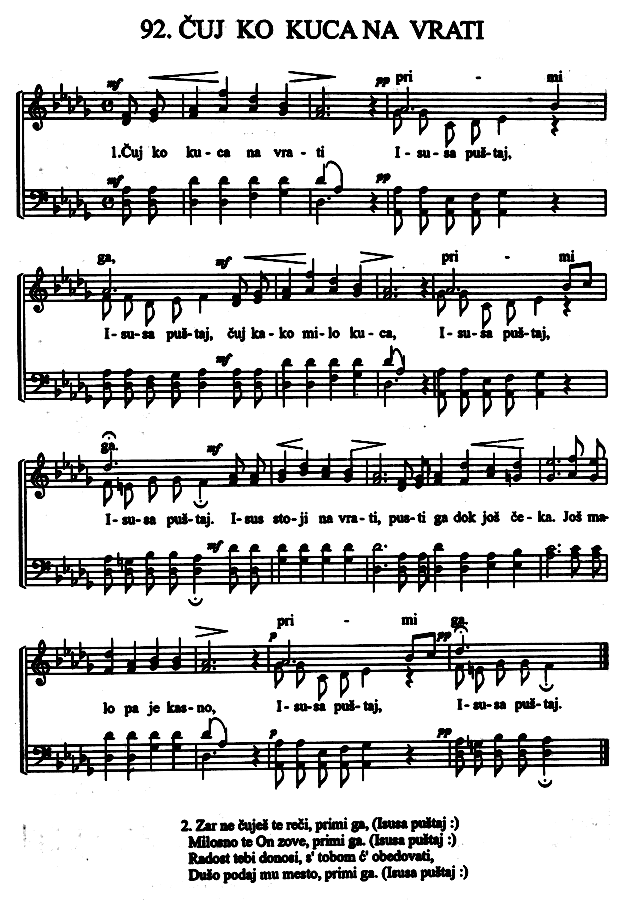 92. ČUJ KO KUCA NA VRATI
mf pp pri - mi
1.Čuj ko ku - ca na vra - ti I - su - sa puš-taj,
mf pp
ga, mf pri - mi
I - su - sa puš-taj, čuj ka - ko mi - lo ku - ca, I - su - sa puš-taj,
mf
ga. mf
I - su - sa puš-taj. I-sus sto-ji na vra - ti, pus - ti ga dok još če - ka. Još ma-
mf
p pri - mi pp ga.
lo pa je kas-no, I - su - sa puš-taj, I - su - sa puš-taj.
p pp
2. Zar ne čuješ te reči, primi ga, (Isusa puštaj :)
Milosno te On zove, primi ga. (Isusa puštaj :)
Radost tebi donosi, s' tobom ć' obedovati,
Dušo podaj mu mesto, primi ga. (Isusa puštaj :)